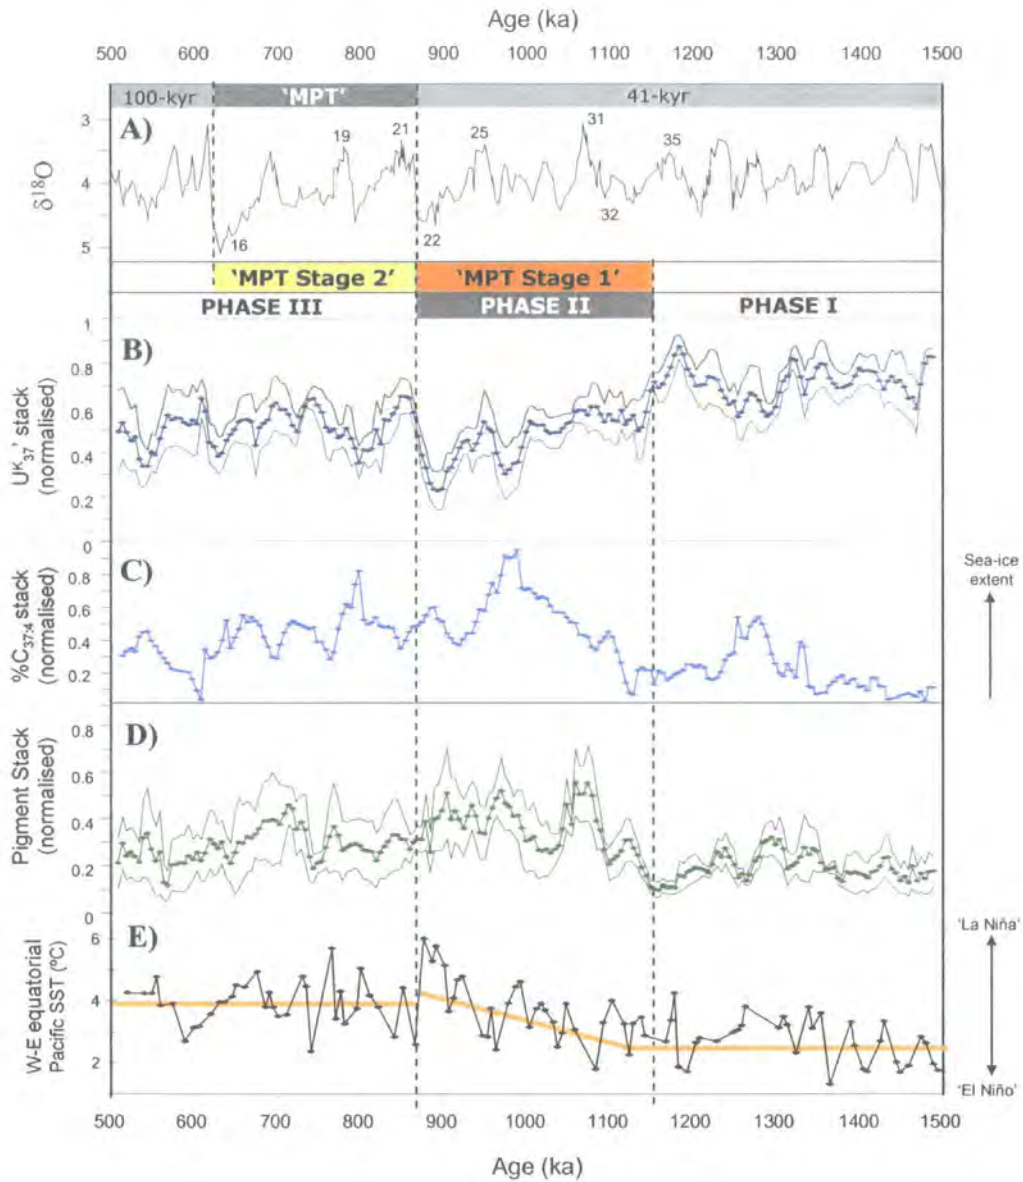 Age (ka)
500 600 700 800 900 1000 1100 1200 1300 1400 1500
100-kyr 'MPT' 41-kyr
A)
δ18O
3
4
5
16 19 21 22 25 31 32 35
'MPT Stage 2' 'MPT Stage 1'
PHASE III PHASE II PHASE I
B)
UK37' stack
(normalised)
1
0.8
0.6
0.4
0.2
0
C)
%C37:4 stack
(normalised)
0.8
0.6
0.4
0.2
0
Sea-ice
extent
D)
Pigment Stack
(normalised)
0.8
0.6
0.4
0.2
0
E)
W-E equatorial
Pacific SST (ºC)
6
4
2
'La Niña'
'El Niño'
500 600 700 800 900 1000 1100 1200 1300 1400 1500
Age (ka)